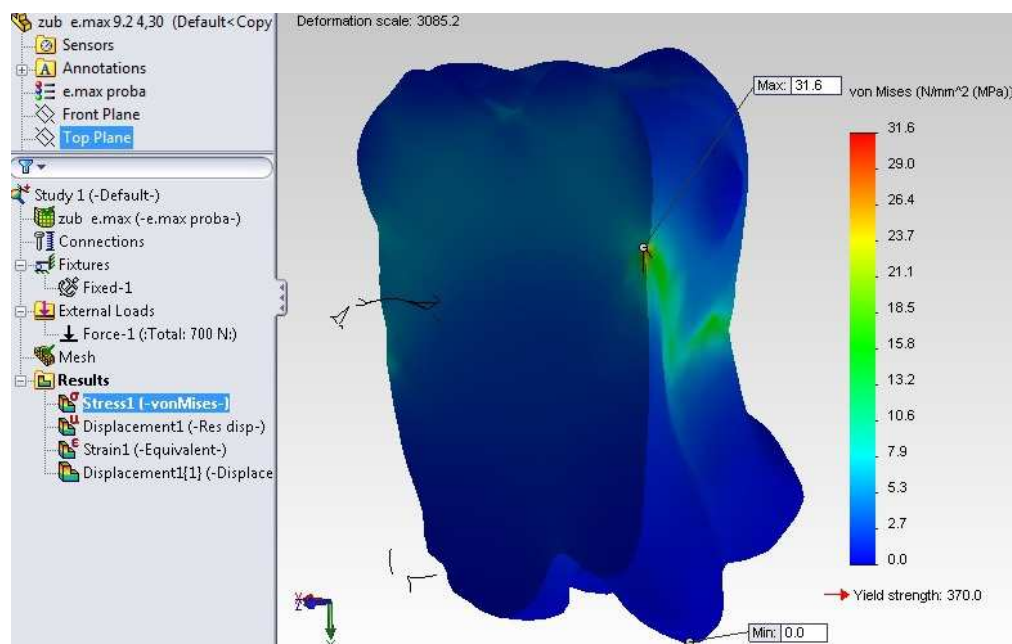 zub e.max 9.2 4,30 (Default<Copy
Sensors
Annotations
e.max proba
Front Plane
Top Plane
Study 1 (-Default-)
zub e.max (-e.max proba-)
Connections
Fixtures
Fixed-1
External Loads
Force-1 (:Total: 700 N:)
Mesh
Results
Stress1 (-vonMises-)
Displacement1 (-Res disp-)
Strain1 (-Equivalent-)
Displacement1{1} (-Displace
Deformation scale: 3085.2
Max: 31.6
von Mises (N/mm^2 (MPa))
31.6
29.0
26.4
23.7
21.1
18.5
15.8
13.2
10.6
7.9
5.3
2.7
0.0
Yield strength: 370.0
Min: 0.0